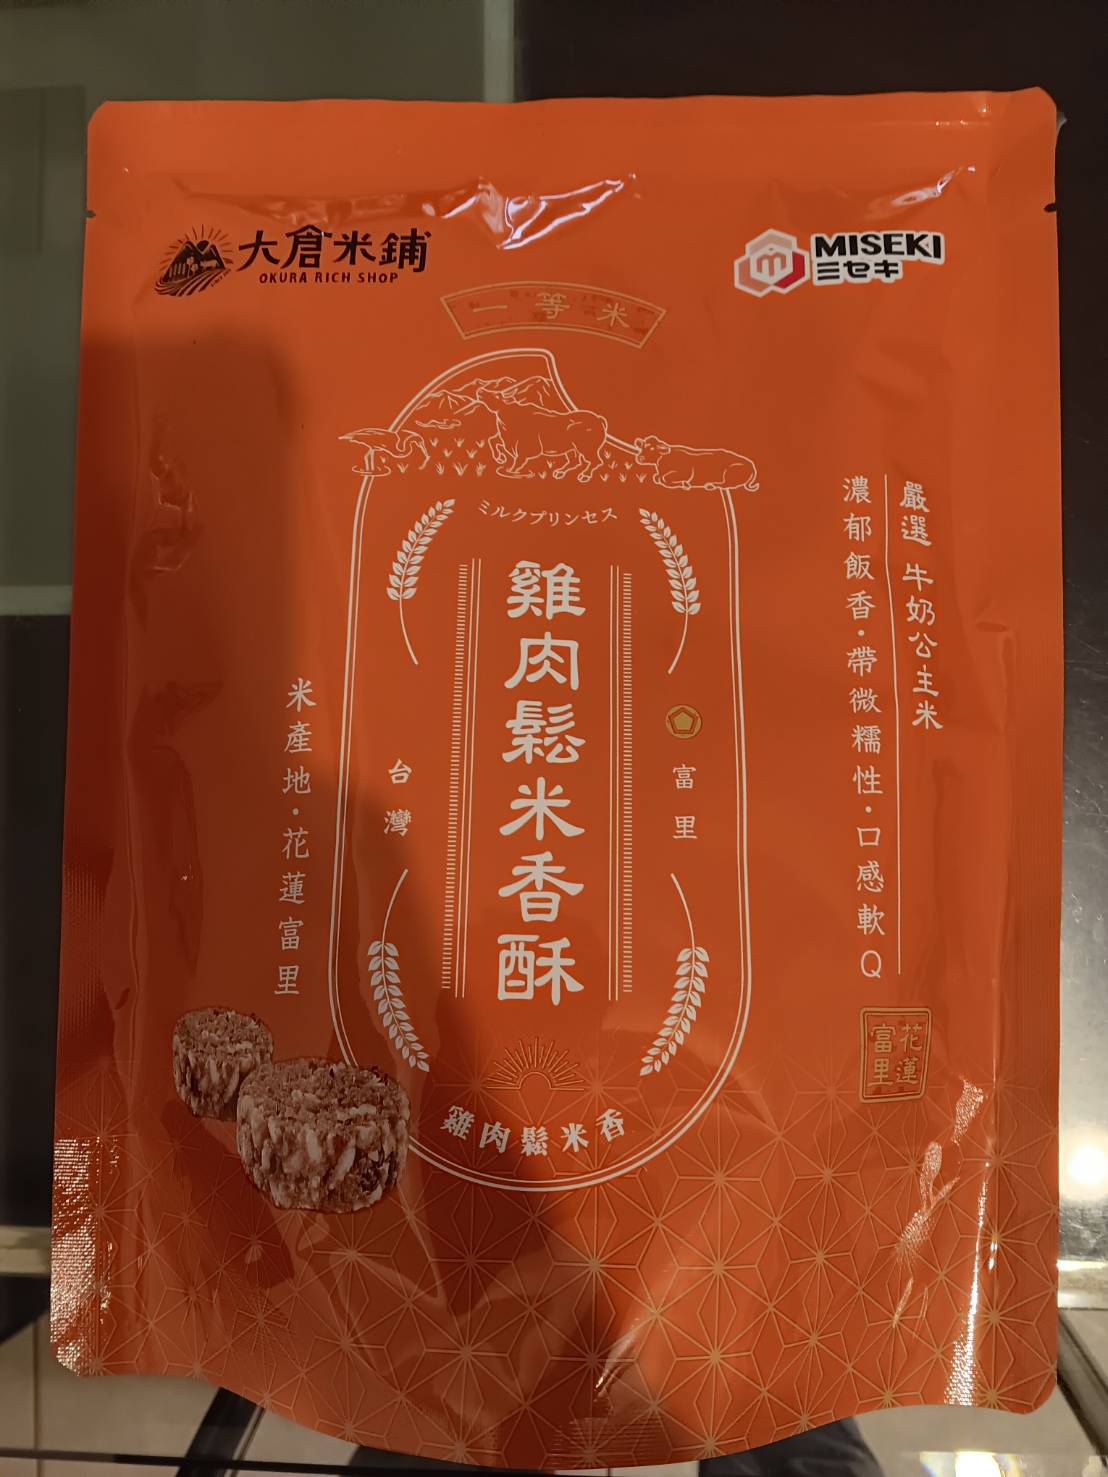 大倉米鋪
OKURA RICH SHOP
MISEKI
ミセキ
一等米
ミルクプリンセス
嚴選 牛奶公主米
濃郁飯香·帶微糯性·口感軟Q
花蓮
富里
富里
雞肉鬆米香酥
台灣
米產地·花蓮富里
雞肉鬆米香